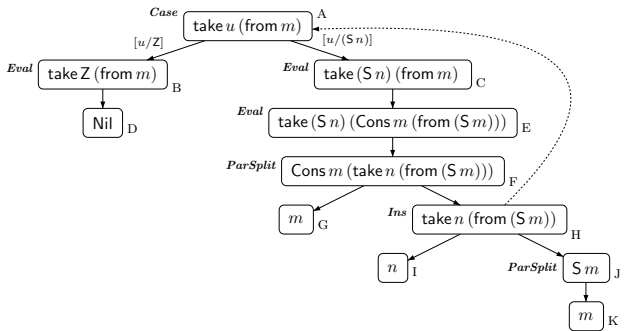 Case
take u (from m)
A
[u/Z]
[u/(S n)]
Eval
take Z (from m)
B
Eval
take (S n) (from m)
C
Nil
D
take (S n) (Cons m (from (S m)))
E
ParSplit
Cons m (take n (from (S m)))
F
m
G
Ins
take n (from (S m))
H
n
I
ParSplit
S m
J
m
K